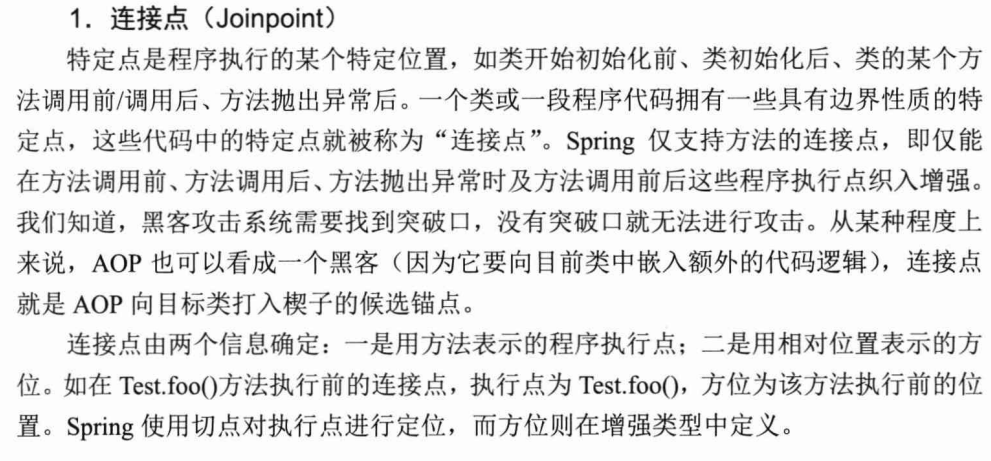 1．连接点（Joinpoint）
特定点是程序执行的某个特定位置，如类开始初始化前、类初始化后、类的某个方
法调用前/调用后、方法抛出异常后。一个类或一段程序代码拥有一些具有边界性质的特
定点，这些代码中的特定点就被称为“连接点”。Spring 仅支持方法的连接点，即仅能
在方法调用前、方法调用后、方法抛出异常时及方法调用前后这些程序执行点织入增强。
我们知道，黑客攻击系统需要找到突破口，没有突破口就无法进行攻击。从某种程度上
来说，AOP 也可以看成一个黑客（因为它要向目前类中嵌入额外的代码逻辑），连接点
就是 AOP 向目标类打入楔子的候选锚点。
连接点由两个信息确定：一是用方法表示的程序执行点；二是用相对位置表示的方
位。如在 Test.foo()方法执行前的连接点，执行点为 Test.foo()，方位为该方法执行前的位
置。Spring 使用切点对执行点进行定位，而方位则在增强类型中定义。